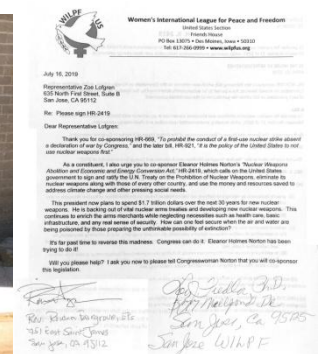 WILPF
Women's International League for Peace and Freedom
United States Section
Friends House
PO Box 13075 • Des Moines, Iowa • 50310
Tel: 617-266-0999 • www.wilpfus.org
July 16, 2019
Representative Zoe Lofgren
635 North First Street, Suite B
San Jose, CA 95112
Re: Please sign HR-2419
Dear Representative Lofgren:
Thank you for co-sponsoring HR-669, "To prohibit the conduct of a first-use nuclear strike absent
a declaration of war by Congress," and the later bill, HR-921, "It is the policy of the United States to not
use nuclear weapons first."
As a constituent, I also urge you to co-sponsor Eleanor Holmes Norton's "Nuclear Weapons
Abolition and Economic and Energy Conversion Act," HR-2419, which calls on the United States
government to sign and ratify the U.N. Treaty on the Prohibition of Nuclear Weapons, eliminate its
nuclear weapons along with those of every other country, and use the money and resources saved to
address climate change and other pressing social needs.
This president now plans to spend $1.7 trillion dollars over the next 30 years for new nuclear
weapons. He is backing out of vital nuclear arms treaties and developing new nuclear weapons. This
continues to enrich the arms merchants while neglecting necessities such as health care, basic
infrastructure, and any real sense of security. How can one feel secure when the air and water are
being poisoned by those preparing the unthinkable possibility of extinction?
It's far past time to reverse this madness. Congress can do it. Eleanor Holmes Norton has been
trying to do it!
Will you please help? I ask you now to please tell Congresswoman Norton that you will co-sponsor
this legislation.
Ph.D.
San Jose, Ca 95125
San Jose WILPF
Rev.
East Saint James
San Jose, CA 95112